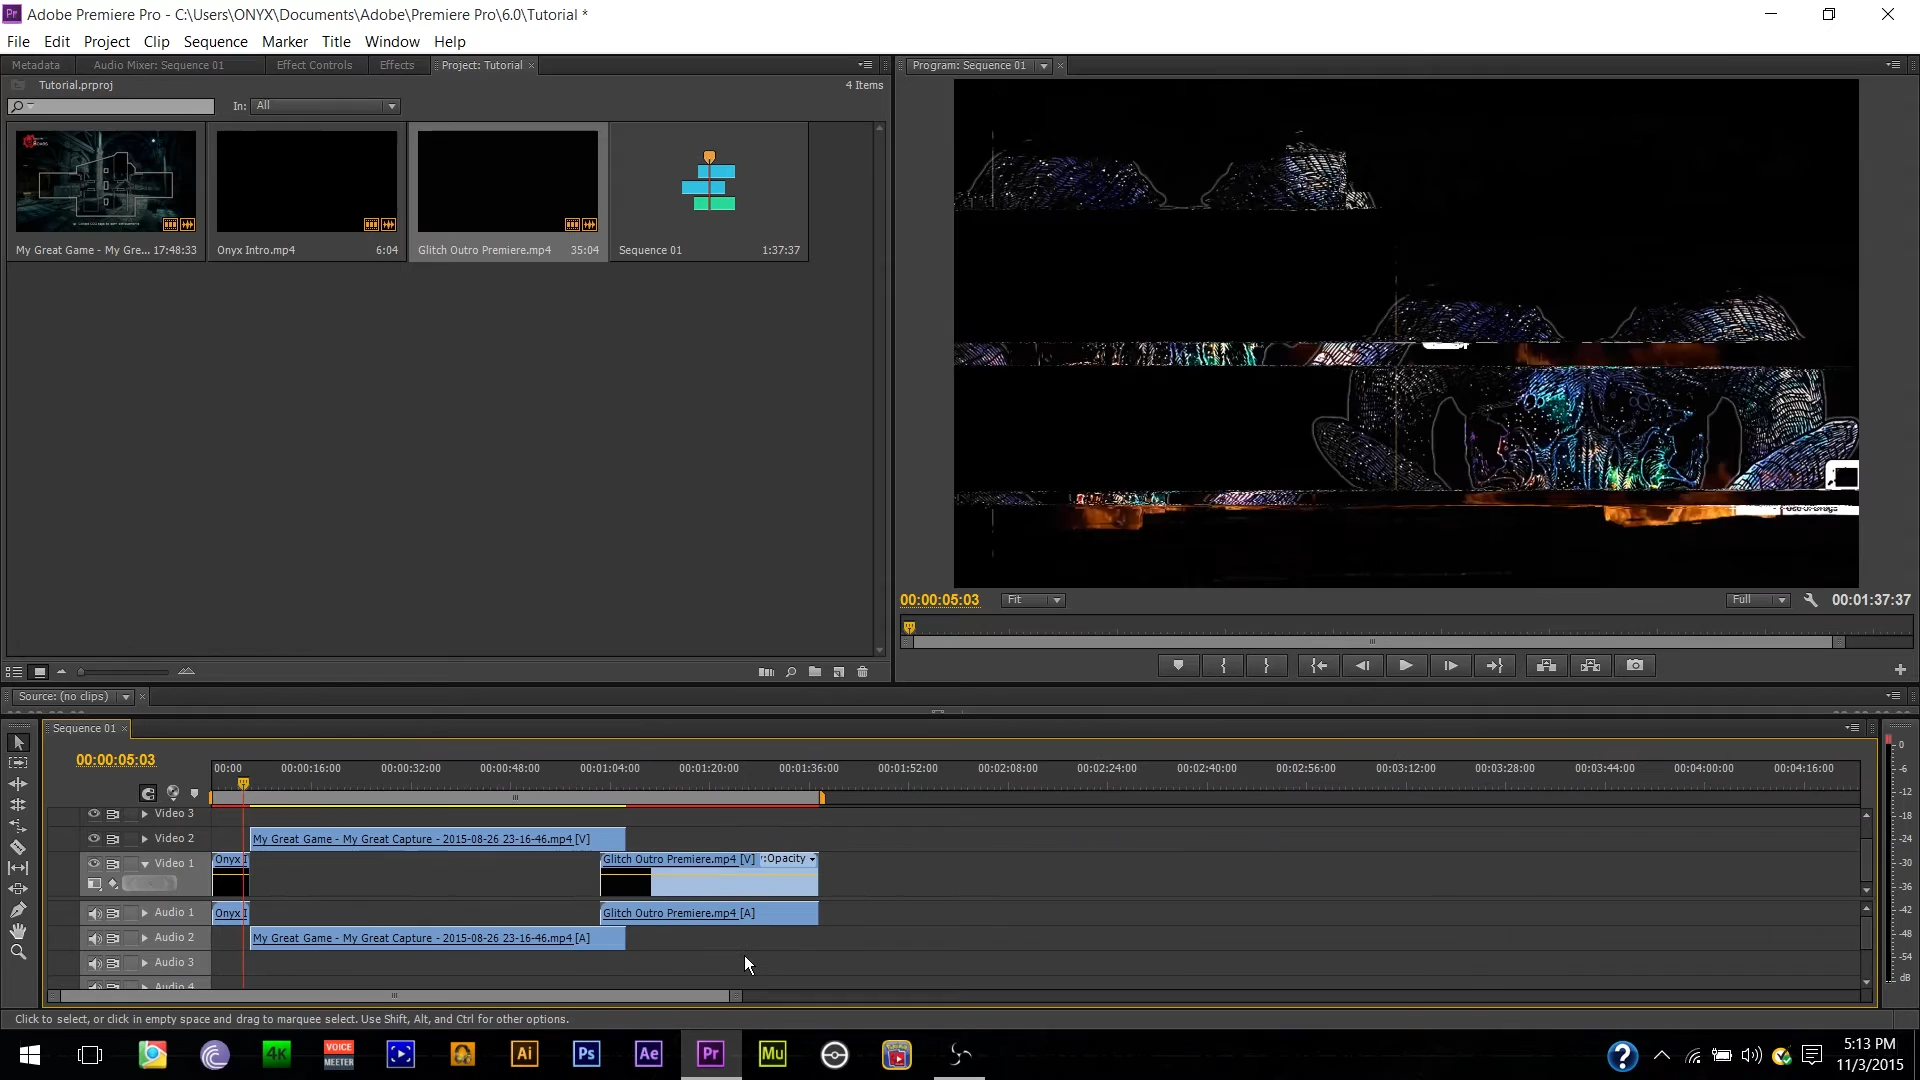 Pr Adobe Premiere Pro - C:\Users\ONYX\Documents\Adobe\Premiere Pro\6.0\Tutorial *
File Edit Project Clip Sequence Marker Title Window Help
Metadata Audio Mixer: Sequence 01 Effect Controls Effects Project: Tutorial
Program: Sequence 01
Tutorial.prproj 4 Items
In: All
My Great Game - My Gre... 17:48:33
Onyx Intro.mp4 6:04
Glitch Outro Premiere.mp4 35:04
Sequence 01 1:37:37
00:00:05:03 Fit Full 00:01:37:37
Source: (no clips)
Sequence 01
00:00:05:03
00:00 00:00:16:00 00:00:32:00 00:00:48:00 00:01:04:00 00:01:20:00 00:01:36:00 00:01:52:00 00:02:08:00 00:02:24:00 00:02:40:00 00:02:56:00 00:03:12:00 00:03:28:00 00:03:44:00 00:04:00:00 00:04:16:00
Video 3
Video 2 My Great Game - My Great Capture - 2015-08-26 23-16-46.mp4 [V]
Video 1 Onyx I Glitch Outro Premiere.mp4 [V] :Opacity
Audio 1 Onyx I Glitch Outro Premiere.mp4 [A]
Audio 2 My Great Game - My Great Capture - 2015-08-26 23-16-46.mp4 [A]
Audio 3
Audio 4
0
-6
-12
-18
-24
-30
-36
-42
-48
-54
dB
Click to select, or click in empty space and drag to marquee select. Use Shift, Alt, and Ctrl for other options.
4K VOICE MEETER Ai Ps Ae Pr Mu
5:13 PM
11/3/2015